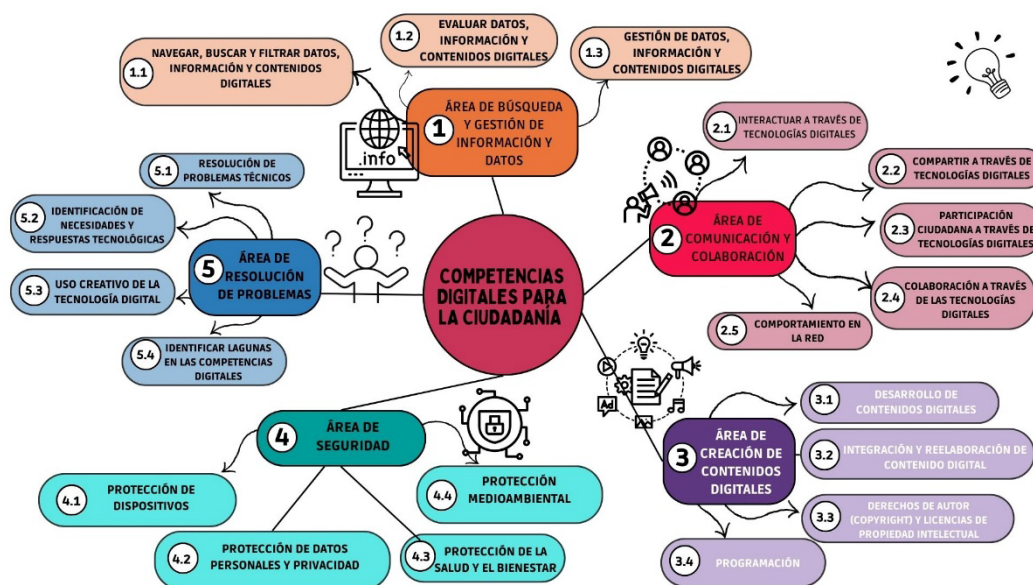 COMPETENCIAS
DIGITALES PARA
LA CIUDADANÍA
1
ÁREA DE BÚSQUEDA
Y GESTIÓN DE
INFORMACIÓN Y
DATOS
.info
1.1
NAVEGAR, BUSCAR Y FILTRAR DATOS,
INFORMACIÓN Y CONTENIDOS
DIGITALES
1.2
EVALUAR DATOS,
INFORMACIÓN Y
CONTENIDOS DIGITALES
1.3
GESTIÓN DE DATOS,
INFORMACIÓN Y
CONTENIDOS DIGITALES
2
ÁREA DE
COMUNICACIÓN Y
COLABORACIÓN
2.1
INTERACTUAR A TRAVÉS DE
TECNOLOGÍAS DIGITALES
2.2
COMPARTIR A TRAVÉS DE
TECNOLOGÍAS DIGITALES
2.3
PARTICIPACIÓN
CIUDADANA A TRAVÉS DE
TECNOLOGÍAS DIGITALES
2.4
COLABORACIÓN A TRAVÉS
DE LAS TECNOLOGÍAS
DIGITALES
2.5
COMPORTAMIENTO EN
LA RED
3
ÁREA DE
CREACIÓN DE
CONTENIDOS
DIGITALES
Ad
3.1
DESARROLLO DE
CONTENIDOS DIGITALES
3.2
INTEGRACIÓN Y REELABORACIÓN DE
CONTENIDO DIGITAL
3.3
DERECHOS DE AUTOR
(COPYRIGHT) Y LICENCIAS DE
PROPIEDAD INTELECTUAL
3.4
PROGRAMACIÓN
4
ÁREA DE
SEGURIDAD
4.1
PROTECCIÓN DE
DISPOSITIVOS
4.2
PROTECCIÓN DE DATOS
PERSONALES Y PRIVACIDAD
4.3
PROTECCIÓN DE LA
SALUD Y EL BIENESTAR
4.4
PROTECCIÓN
MEDIOAMBIENTAL
5
ÁREA DE
RESOLUCIÓN
DE PROBLEMAS
? ? ?
5.1
RESOLUCIÓN DE
PROBLEMAS TÉCNICOS
5.2
IDENTIFICACIÓN DE
NECESIDADES Y
RESPUESTAS TECNOLÓGICAS
5.3
USO CREATIVO DE LA
TECNOLOGÍA DIGITAL
5.4
IDENTIFICAR LAGUNAS
EN LAS COMPETENCIAS
DIGITALES